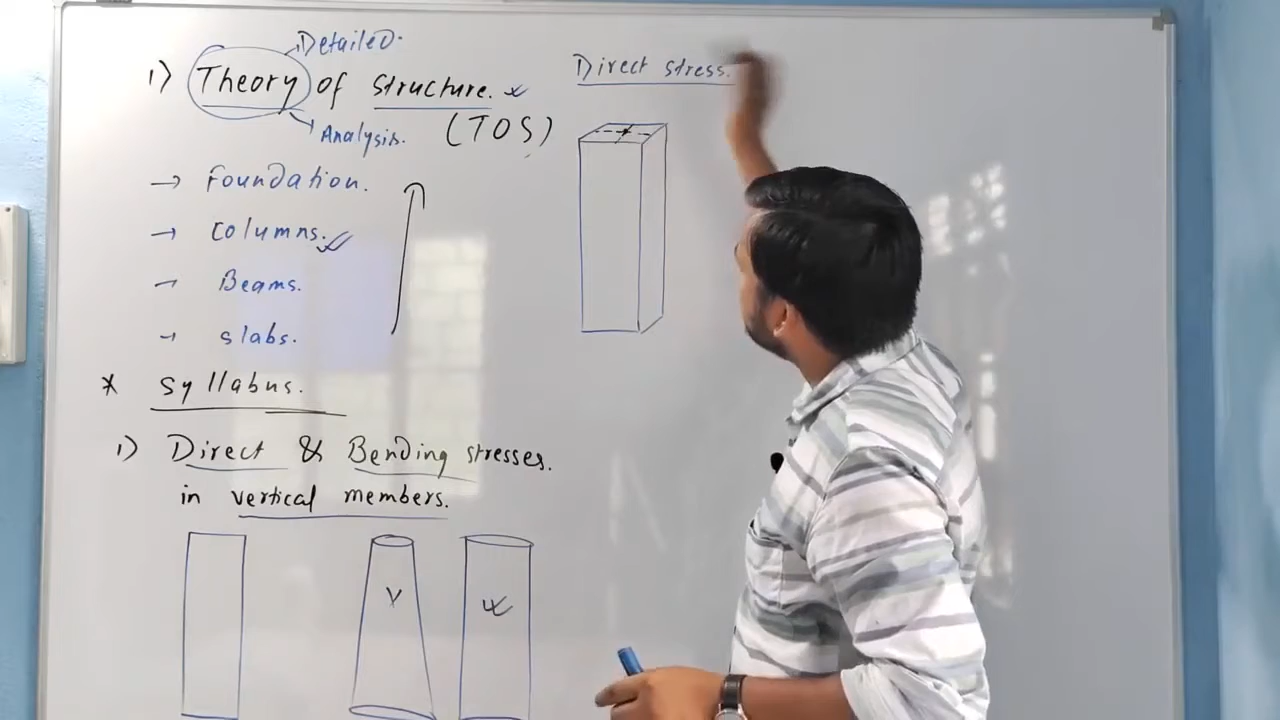 Detailed.
1) Theory of structure.
Analysis.
(TOS)
→ Foundation.
→ Columns.
→ Beams.
→ slabs.
* Syllabus.
1) Direct & Bending stresses.
in vertical members.
Direct stress.